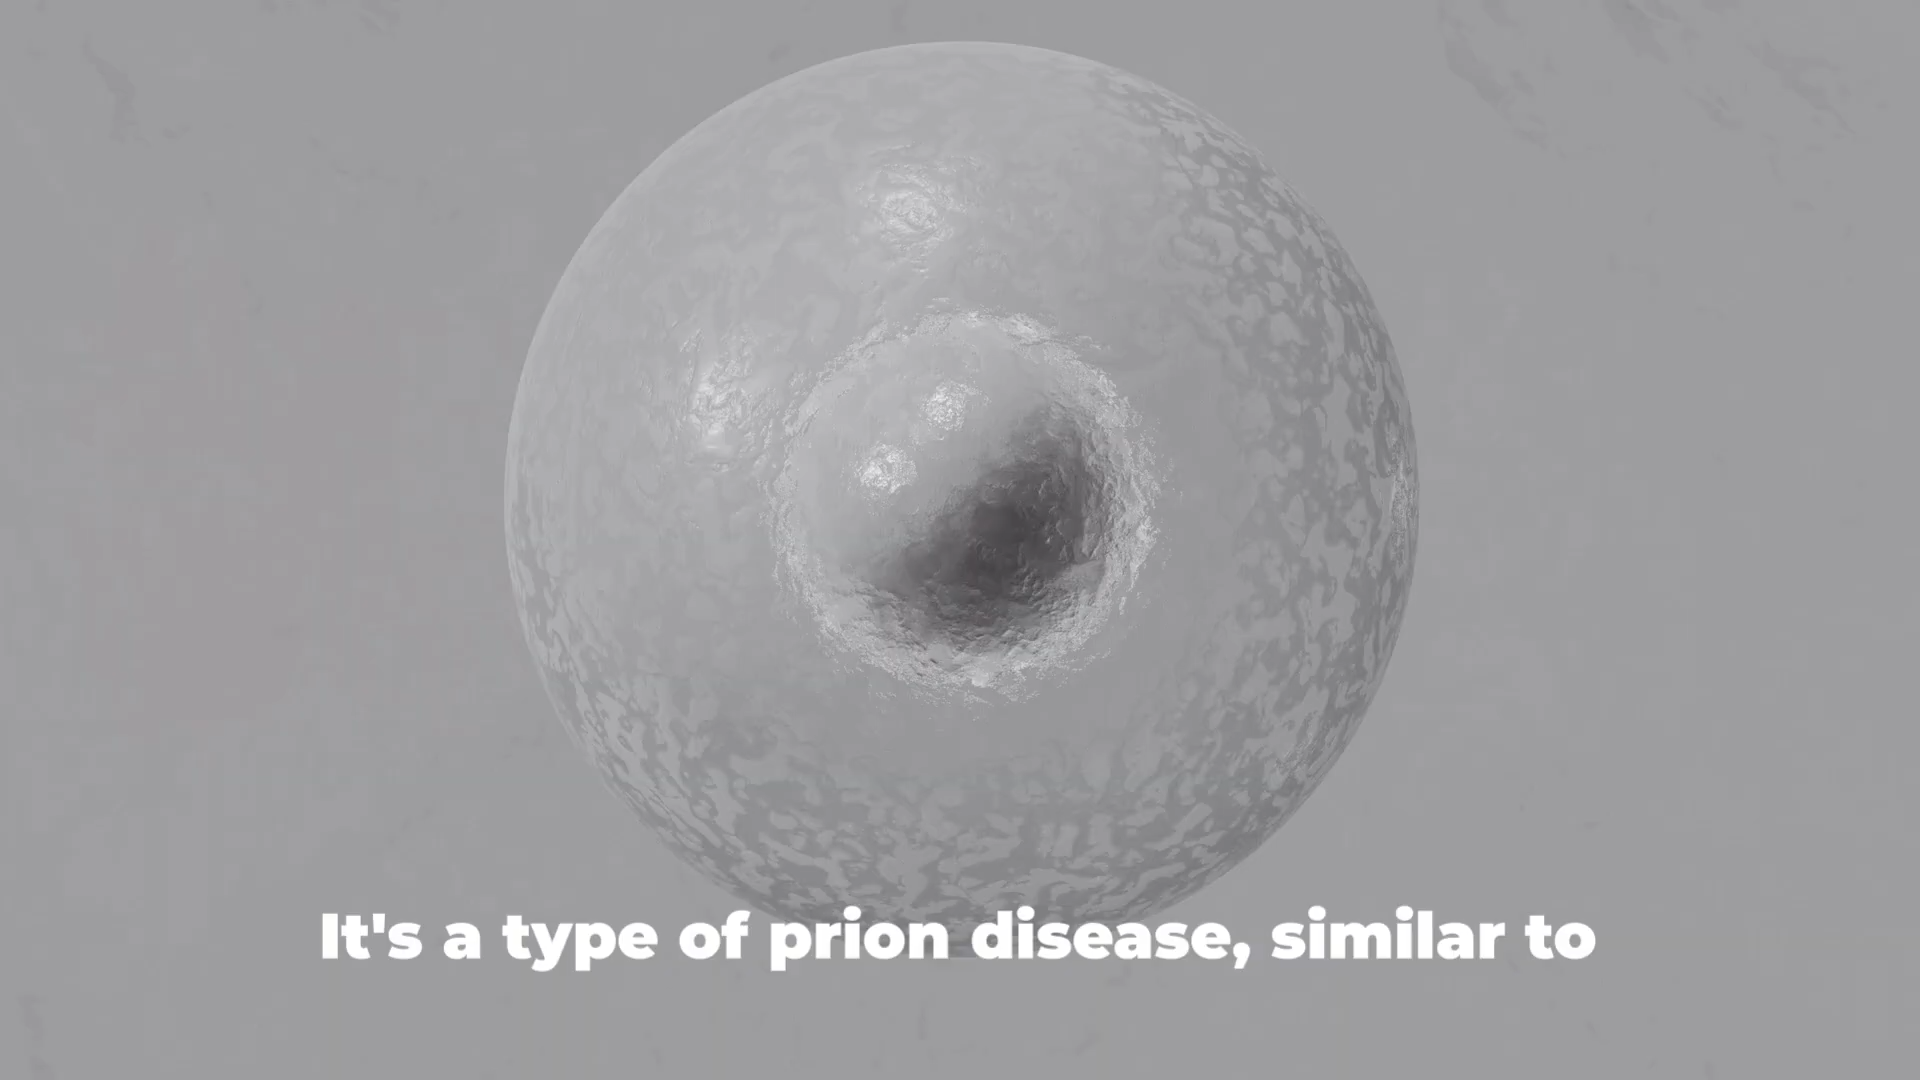 It's a type of prion disease, similar to